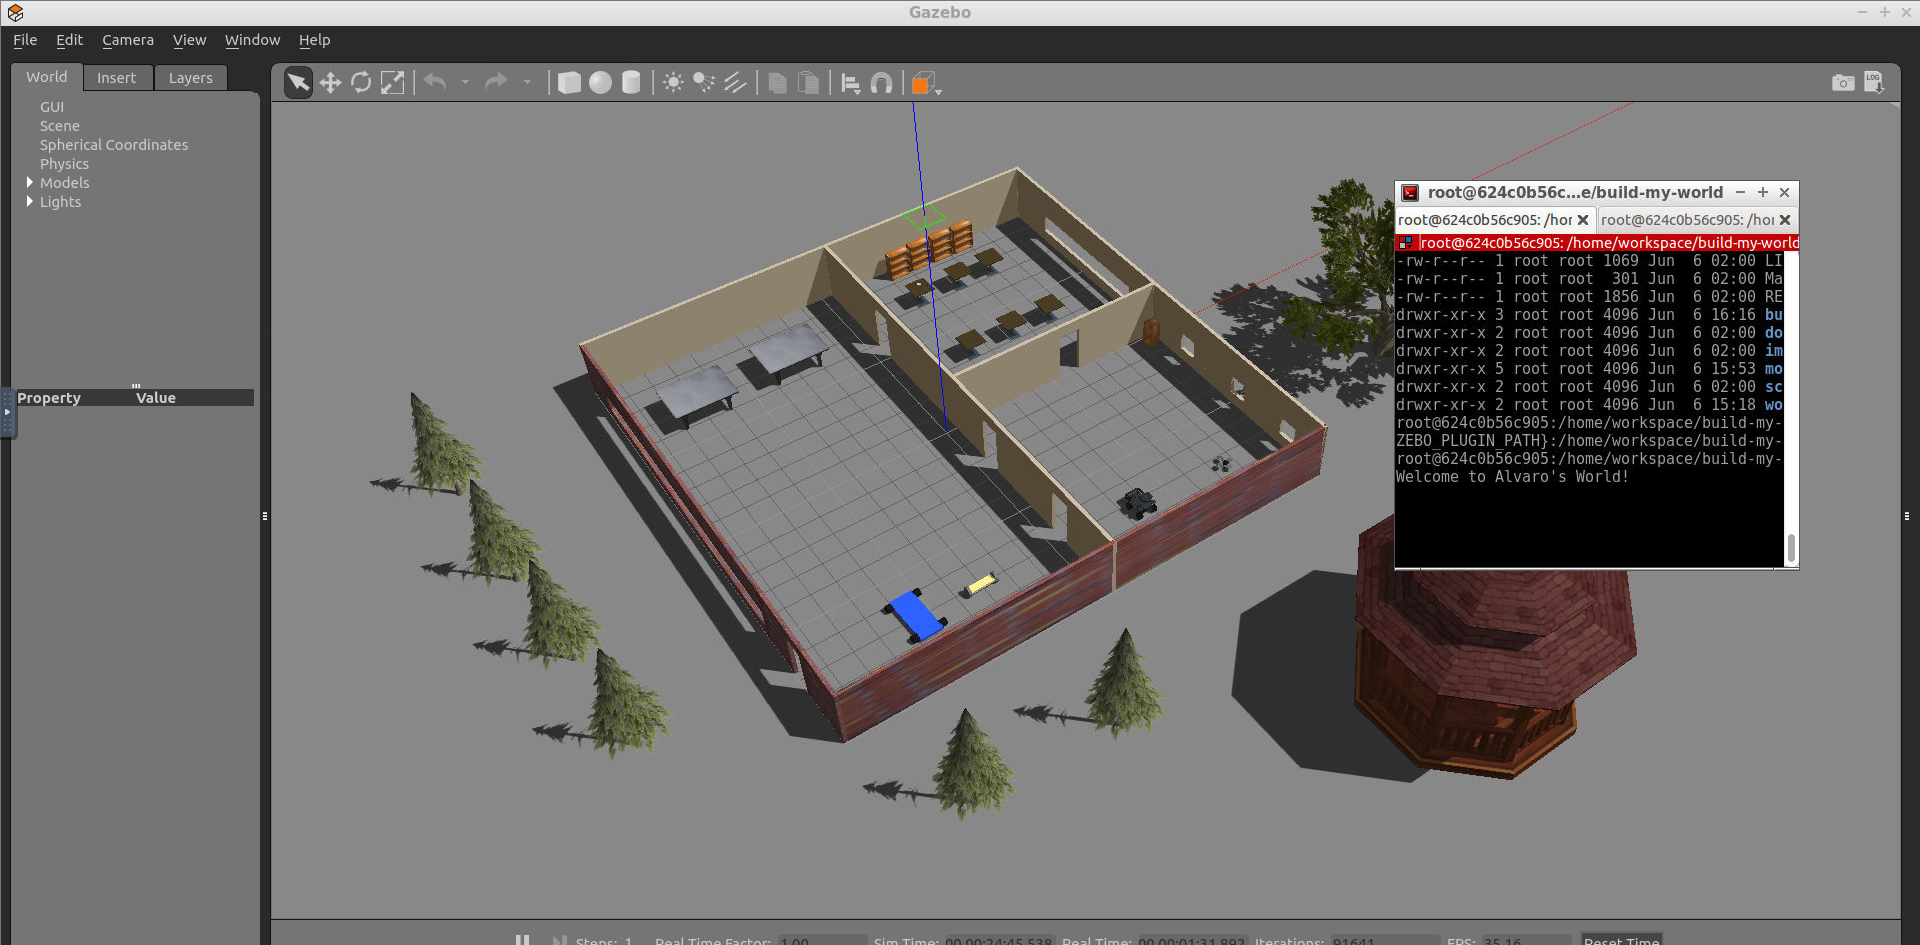 Gazebo
File Edit Camera View Window Help
World Insert Layers
LOG
GUI
Scene
Spherical Coordinates
Physics
Models
Lights
Property Value
root@624c0b56c...e/build-my-world
root@624c0b56c905: /hor root@624c0b56c905: /hor
root@624c0b56c905: /home/workspace/build-my-world
-rw-r--r-- 1 root root 1069 Jun  6 02:00 LI
-rw-r--r-- 1 root root  301 Jun  6 02:00 Ma
-rw-r--r-- 1 root root 1856 Jun  6 02:00 RE
drwxr-xr-x 3 root root 4096 Jun  6 16:16 bu
drwxr-xr-x 2 root root 4096 Jun  6 02:00 do
drwxr-xr-x 2 root root 4096 Jun  6 02:00 im
drwxr-xr-x 5 root root 4096 Jun  6 15:53 mo
drwxr-xr-x 2 root root 4096 Jun  6 02:00 sc
drwxr-xr-x 2 root root 4096 Jun  6 15:18 wo
root@624c0b56c905:/home/workspace/build-my-
ZEBO_PLUGIN_PATH}:/home/workspace/build-my-
root@624c0b56c905:/home/workspace/build-my-
Welcome to Alvaro's World!
Steps: 1 Real Time Factor: 1.00 Sim Time: 00 00:24:45.538 Real Time: 00 00:01:31.892 Iterations: 91641 FPS: 35.16 Reset Time